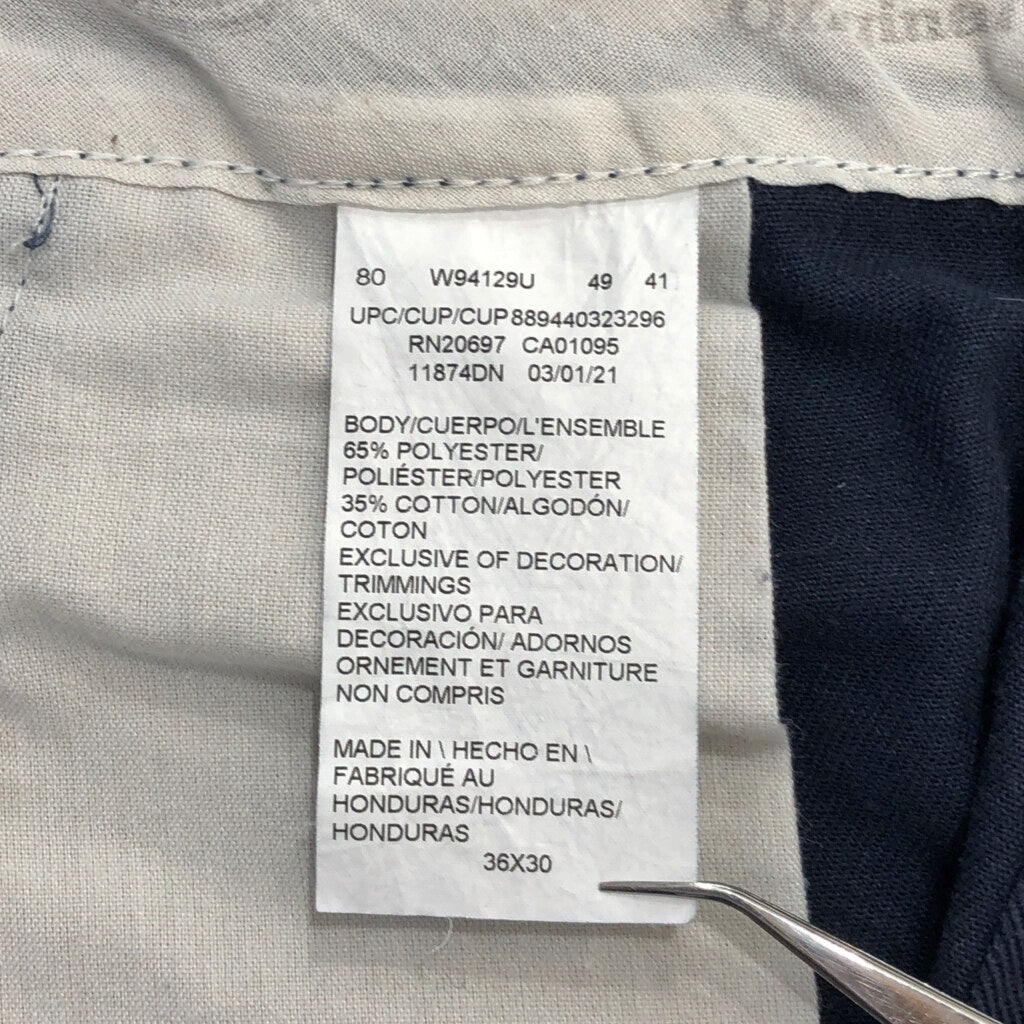 80 W94129U 49 41
UPC/CUP/CUP 889440323296
RN20697 CA01095
11874DN 03/01/21
BODY/CUERPO/L'ENSEMBLE
65% POLYESTER/
POLIÉSTER/POLYESTER
35% COTTON/ALGODÓN/
COTON
EXCLUSIVE OF DECORATION/
TRIMMINGS
EXCLUSIVO PARA
DECORACIÓN/ ADORNOS
ORNEMENT ET GARNITURE
NON COMPRIS
MADE IN \ HECHO EN \
FABRIQUÉ AU
HONDURAS/HONDURAS/
HONDURAS
36X30